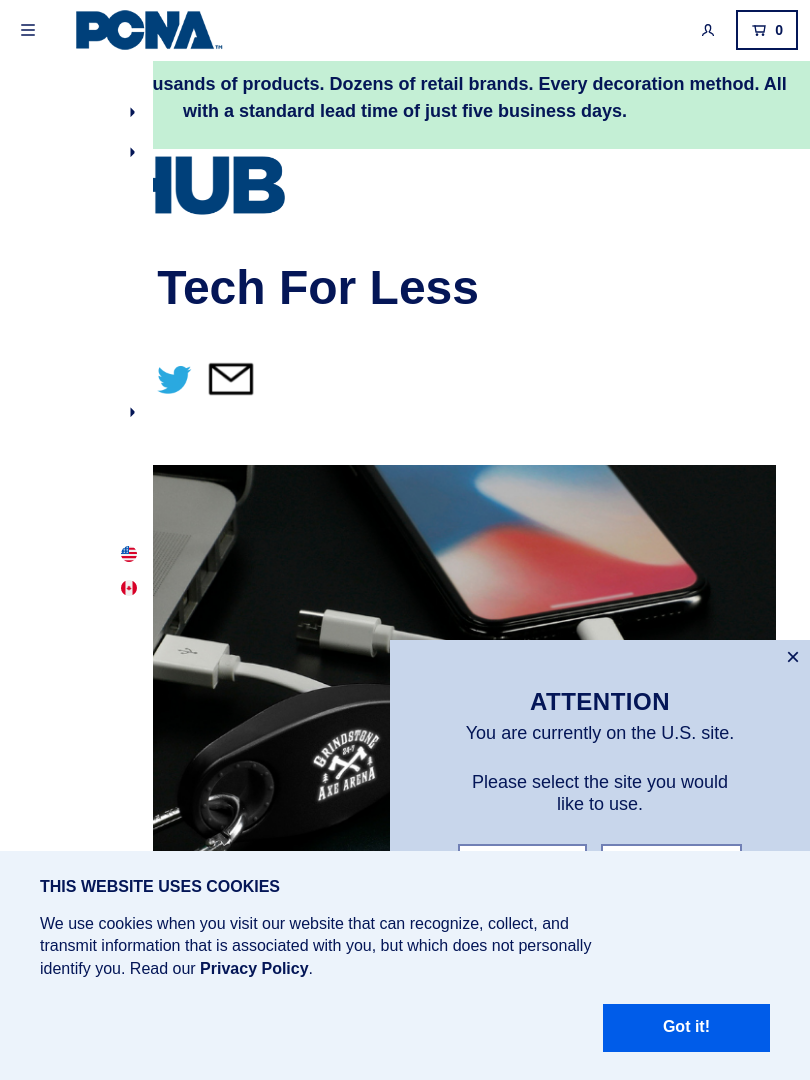 PCNA™
0
usands of products. Dozens of retail brands. Every decoration method. All
with a standard lead time of just five business days.
HUB
Tech For Less
GRINDSTONE
24-7
AXE ARENA
ATTENTION
You are currently on the U.S. site.
Please select the site you would
like to use.
THIS WEBSITE USES COOKIES
We use cookies when you visit our website that can recognize, collect, and
transmit information that is associated with you, but which does not personally
identify you. Read our Privacy Policy.
Got it!